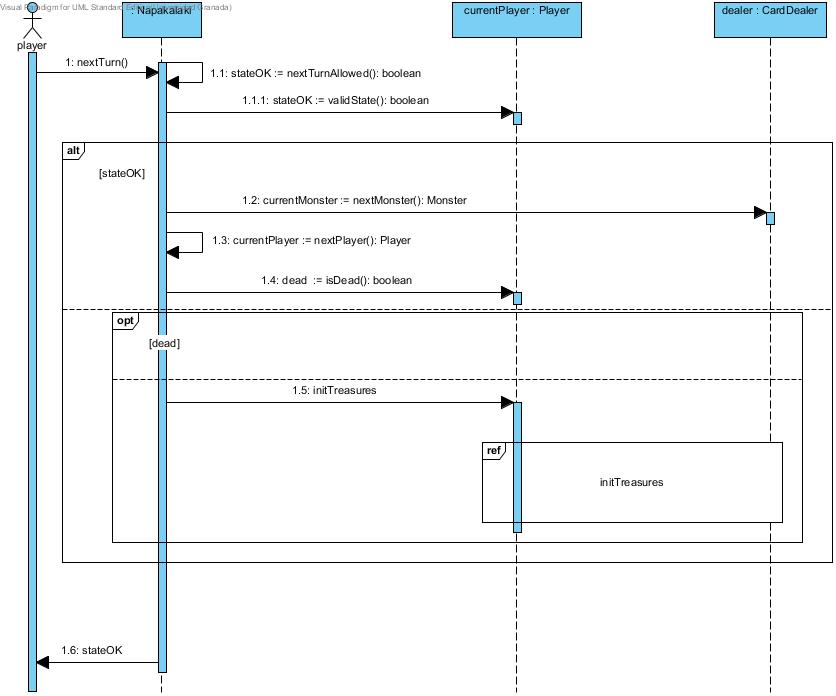 Visual Paradigm for UML Standard Granada)
: Napakalaki
currentPlayer : Player
dealer : CardDealer
player
1: nextTurn()
1.1: stateOK := nextTurnAllowed(): boolean
1.1.1: stateOK := validState(): boolean
alt
[stateOK]
1.2: currentMonster := nextMonster(): Monster
1.3: currentPlayer := nextPlayer(): Player
1.4: dead := isDead(): boolean
opt
[dead]
1.5: initTreasures
ref
initTreasures
1.6: stateOK